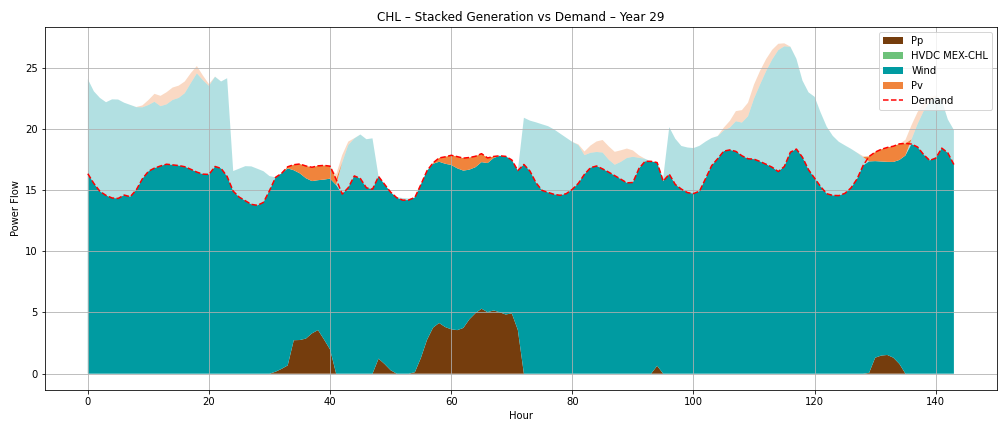 CHL – Stacked Generation vs Demand – Year 29
Pp
HVDC MEX-CHL
Wind
Pv
Demand
Power Flow
25
20
15
10
5
0
0 20 40 60 80 100 120 140
Hour